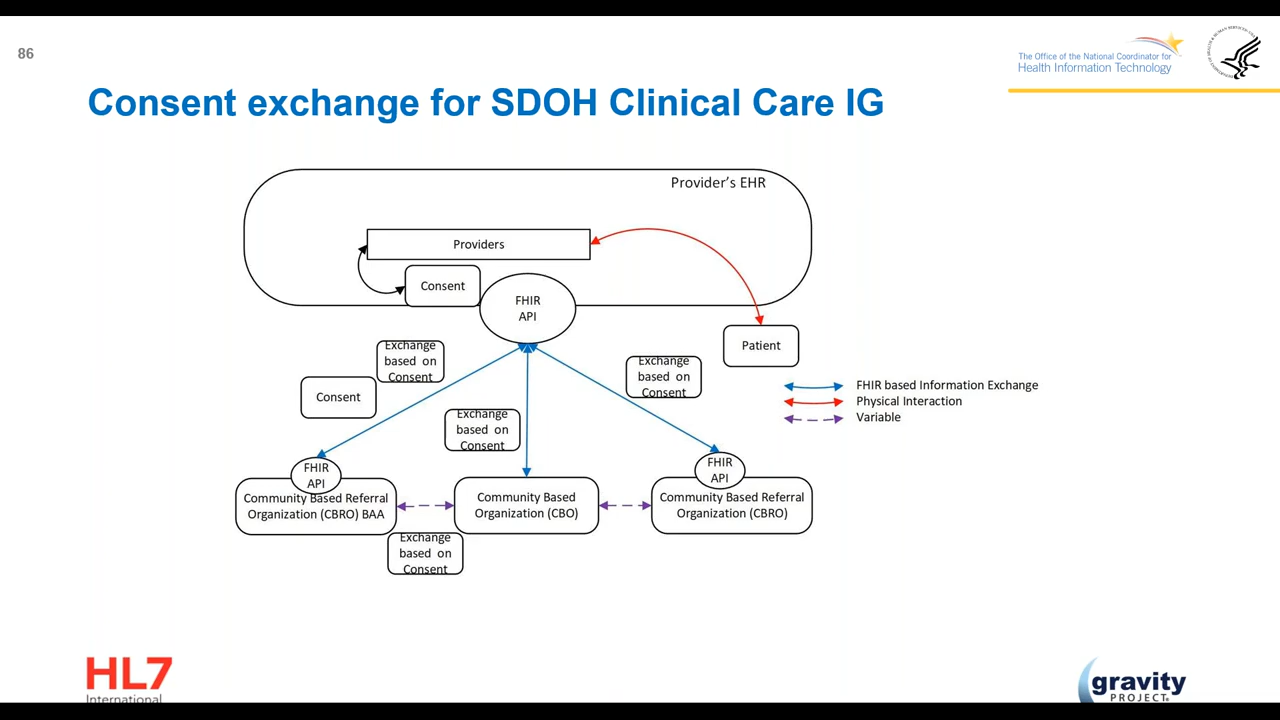 86
The Office of the National Coordinator for
Health Information Technology
Consent exchange for SDOH Clinical Care IG
Provider's EHR
Providers
Consent
FHIR
API
Patient
Exchange
based on
Consent
Exchange
based on
Consent
Consent
Exchange
based on
Consent
FHIR based Information Exchange
Physical Interaction
Variable
FHIR
API
Community Based Referral
Organization (CBRO) BAA
Community Based
Organization (CBO)
FHIR
API
Community Based Referral
Organization (CBRO)
Exchange
based on
Consent
HL7
International
gravity
PROJECT